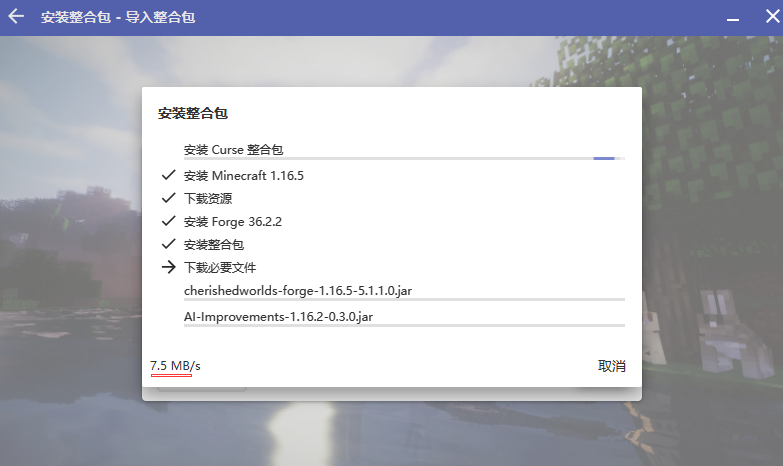 安装整合包 - 导入整合包
安装整合包
安装 Curse 整合包
安装 Minecraft 1.16.5
下载资源
安装 Forge 36.2.2
安装整合包
下载必要文件
cherishedworlds-forge-1.16.5-5.1.1.0.jar
AI-Improvements-1.16.2-0.3.0.jar
7.5 MB/s
取消